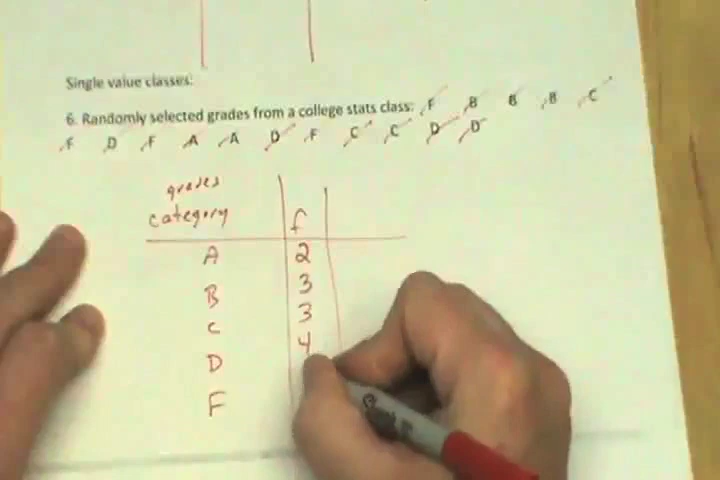 Single value classes:
6. Randomly selected grades from a college stats class: F B B B C
F D F A A D F C C D D
grades
category f
A 2
B 3
C 3
D 4
F